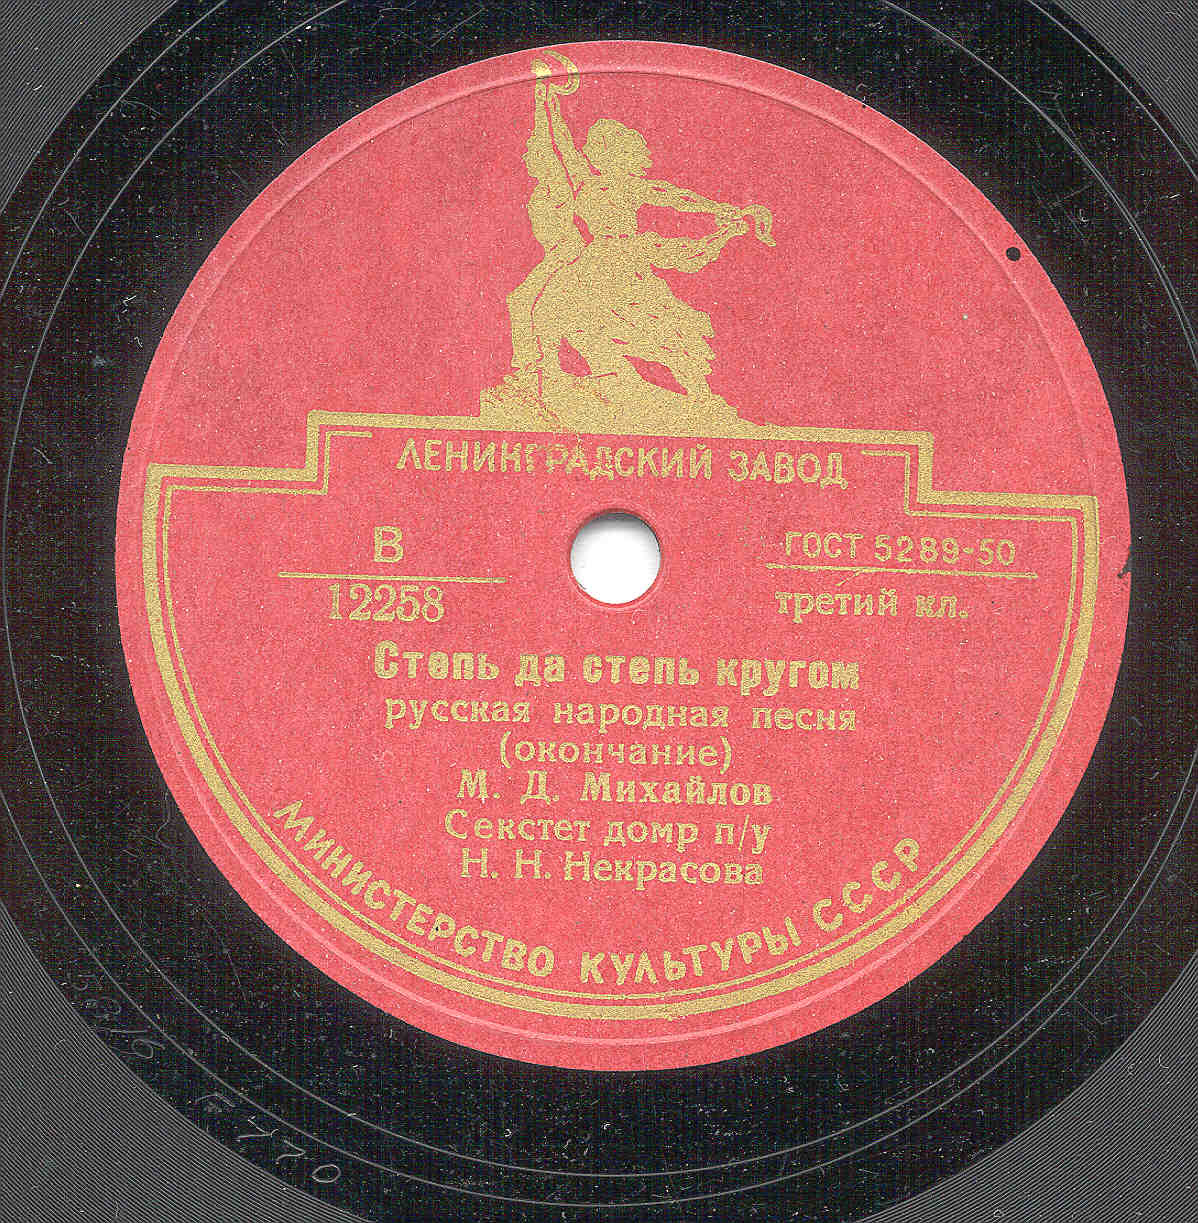 ЛЕНИНГРАДСКИЙ ЗАВОД
В
12258
ГОСТ 5289-50
третий кл.
Степь да степь кругом
русская народная песня
(окончание)
М. Д. Михайлов
Секстет домр п/у
Н. Н. Некрасова
МИНИСТЕРСТВО КУЛЬТУРЫ СССР
720